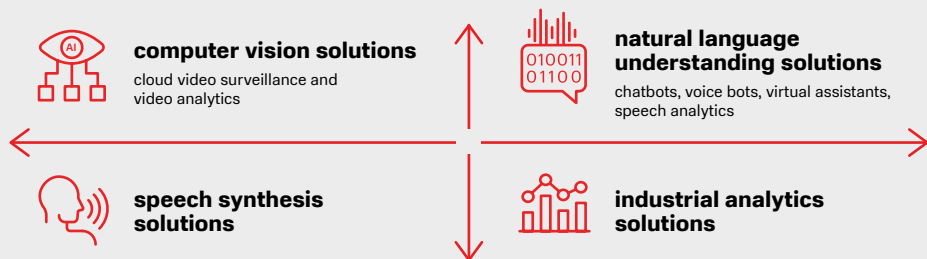 AI
computer vision solutions
cloud video surveillance and
video analytics
010011
01100
natural language
understanding solutions
chatbots, voice bots, virtual assistants,
speech analytics
speech synthesis
solutions
industrial analytics
solutions